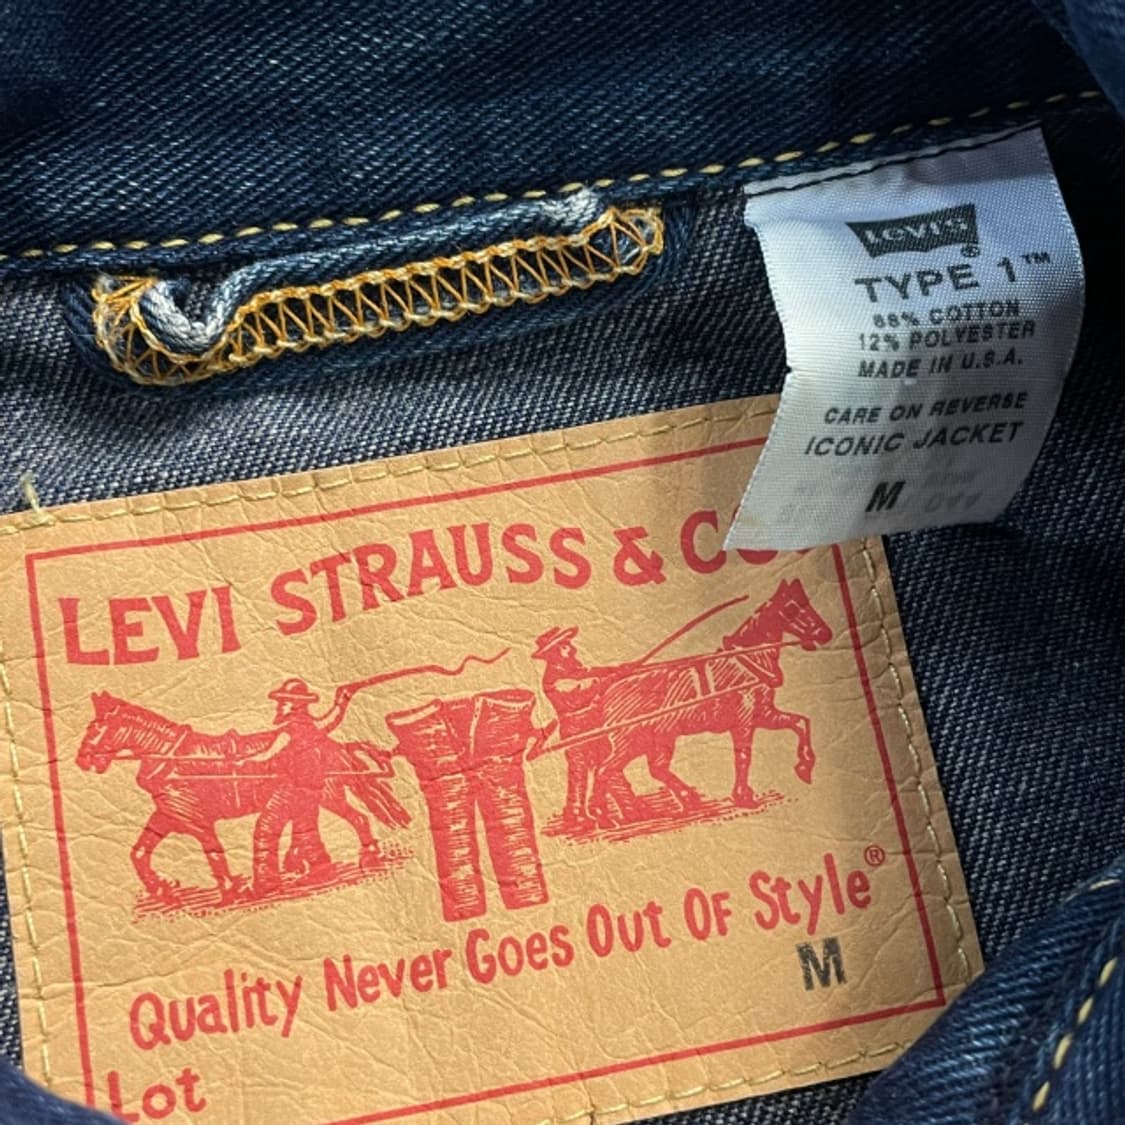 Levi's®
TYPE 1™
88% COTTON
12% POLYESTER
MADE IN U.S.A.
CARE ON REVERSE
ICONIC JACKET
M
LEVI STRAUSS & CO
Quality Never Goes Out Of Style®
M
Lot